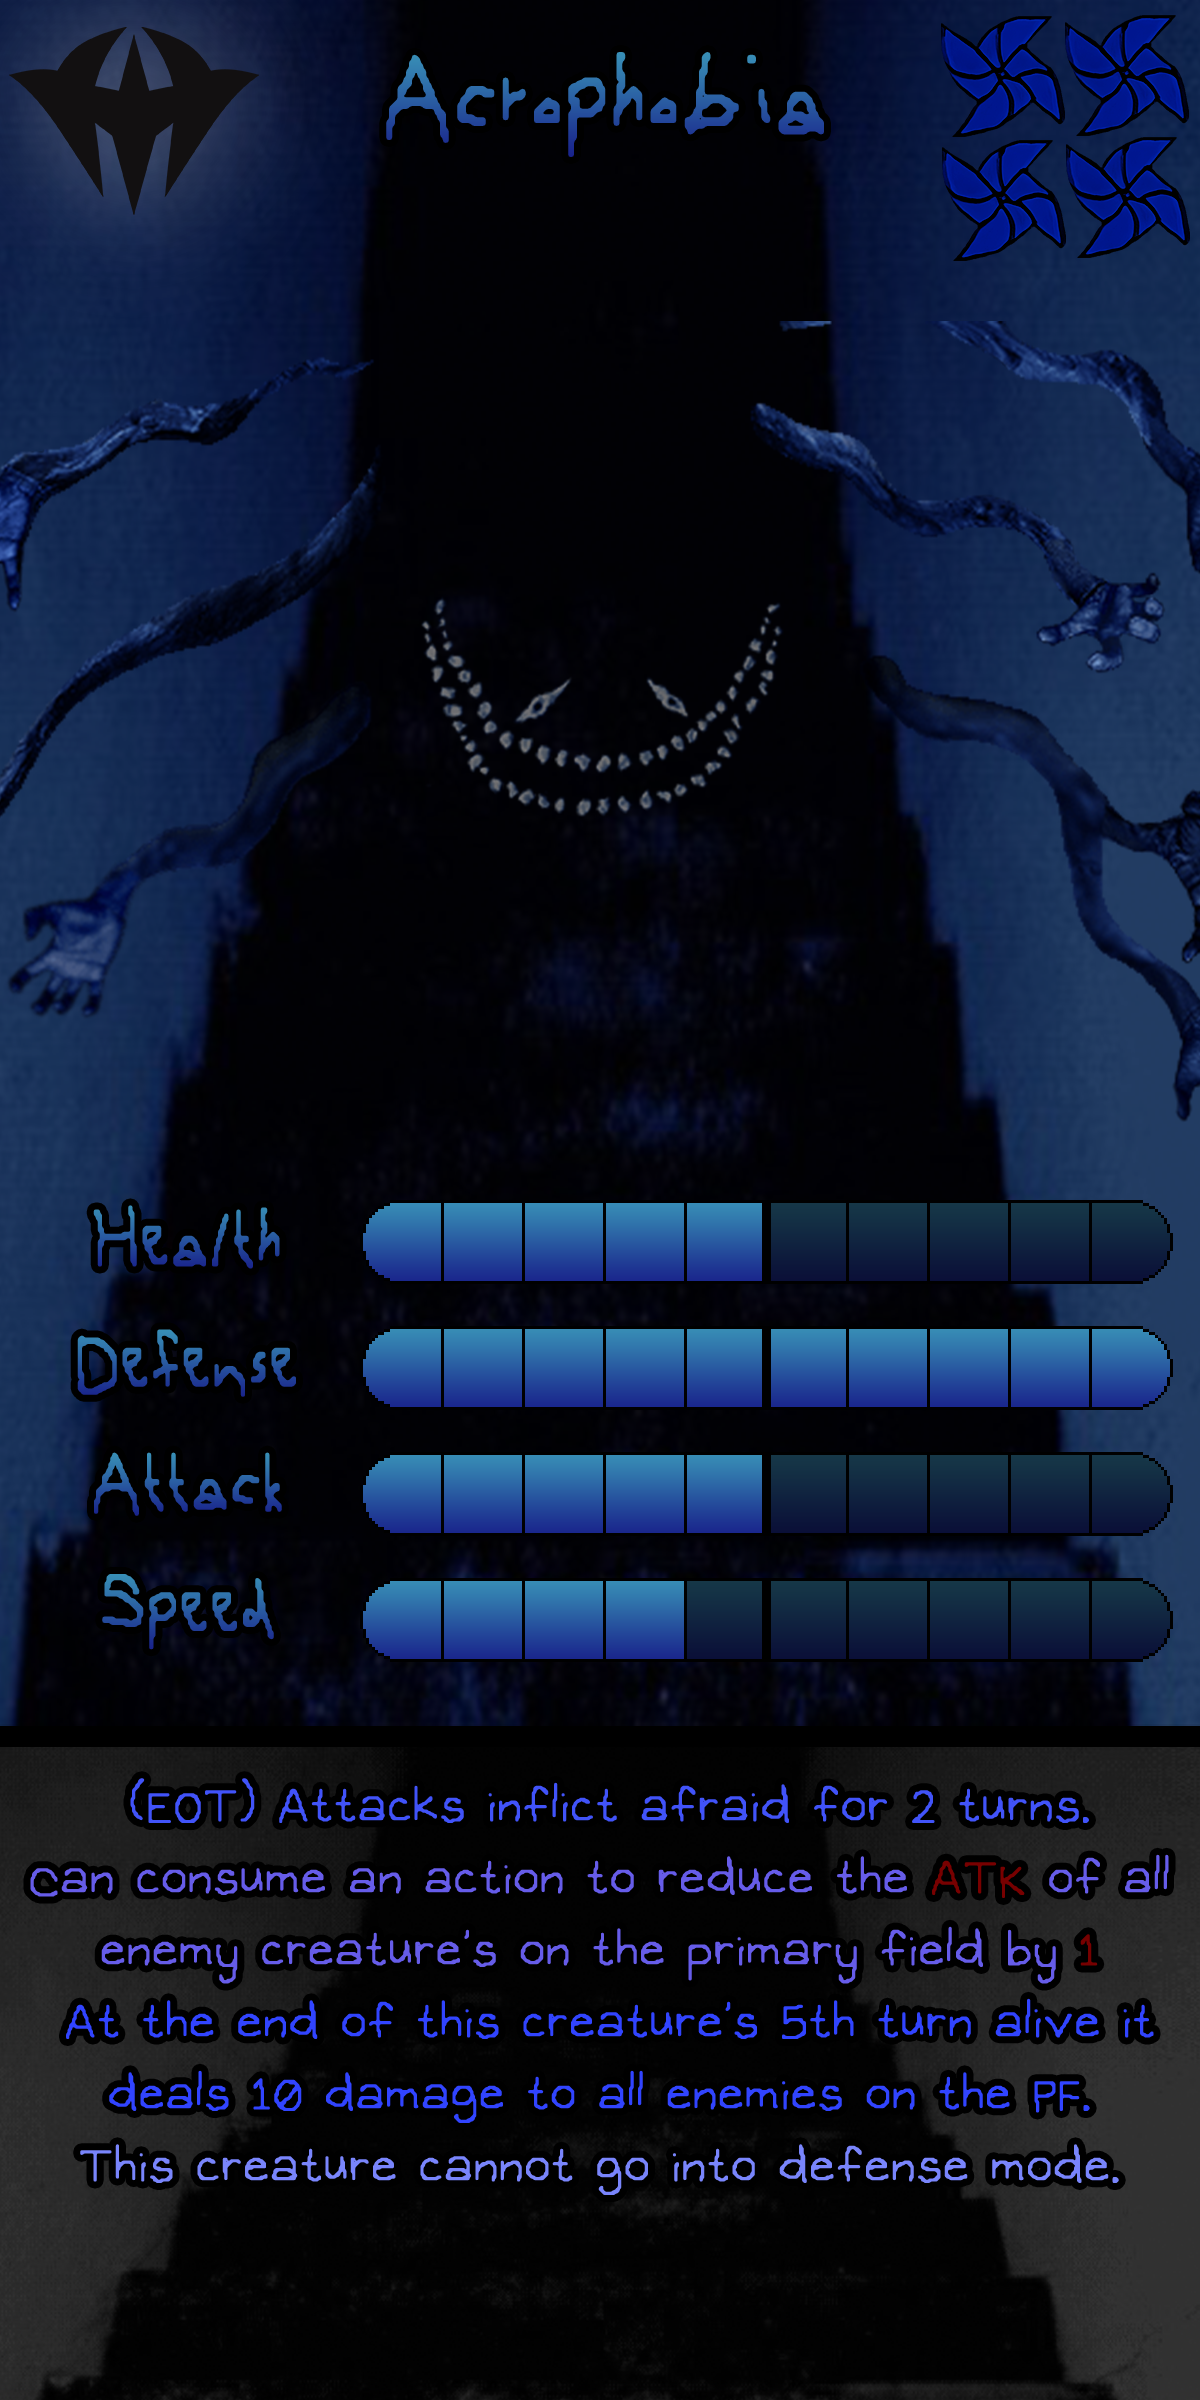 Acrophobia
Health
Defense
Attack
Speed
(EOT) Attacks inflict afraid for 2 turns.
Can consume an action to reduce the ATK of all
enemy creature's on the primary field by 1
At the end of this creature's 5th turn alive it
deals 10 damage to all enemies on the PF.
This creature cannot go into defense mode.